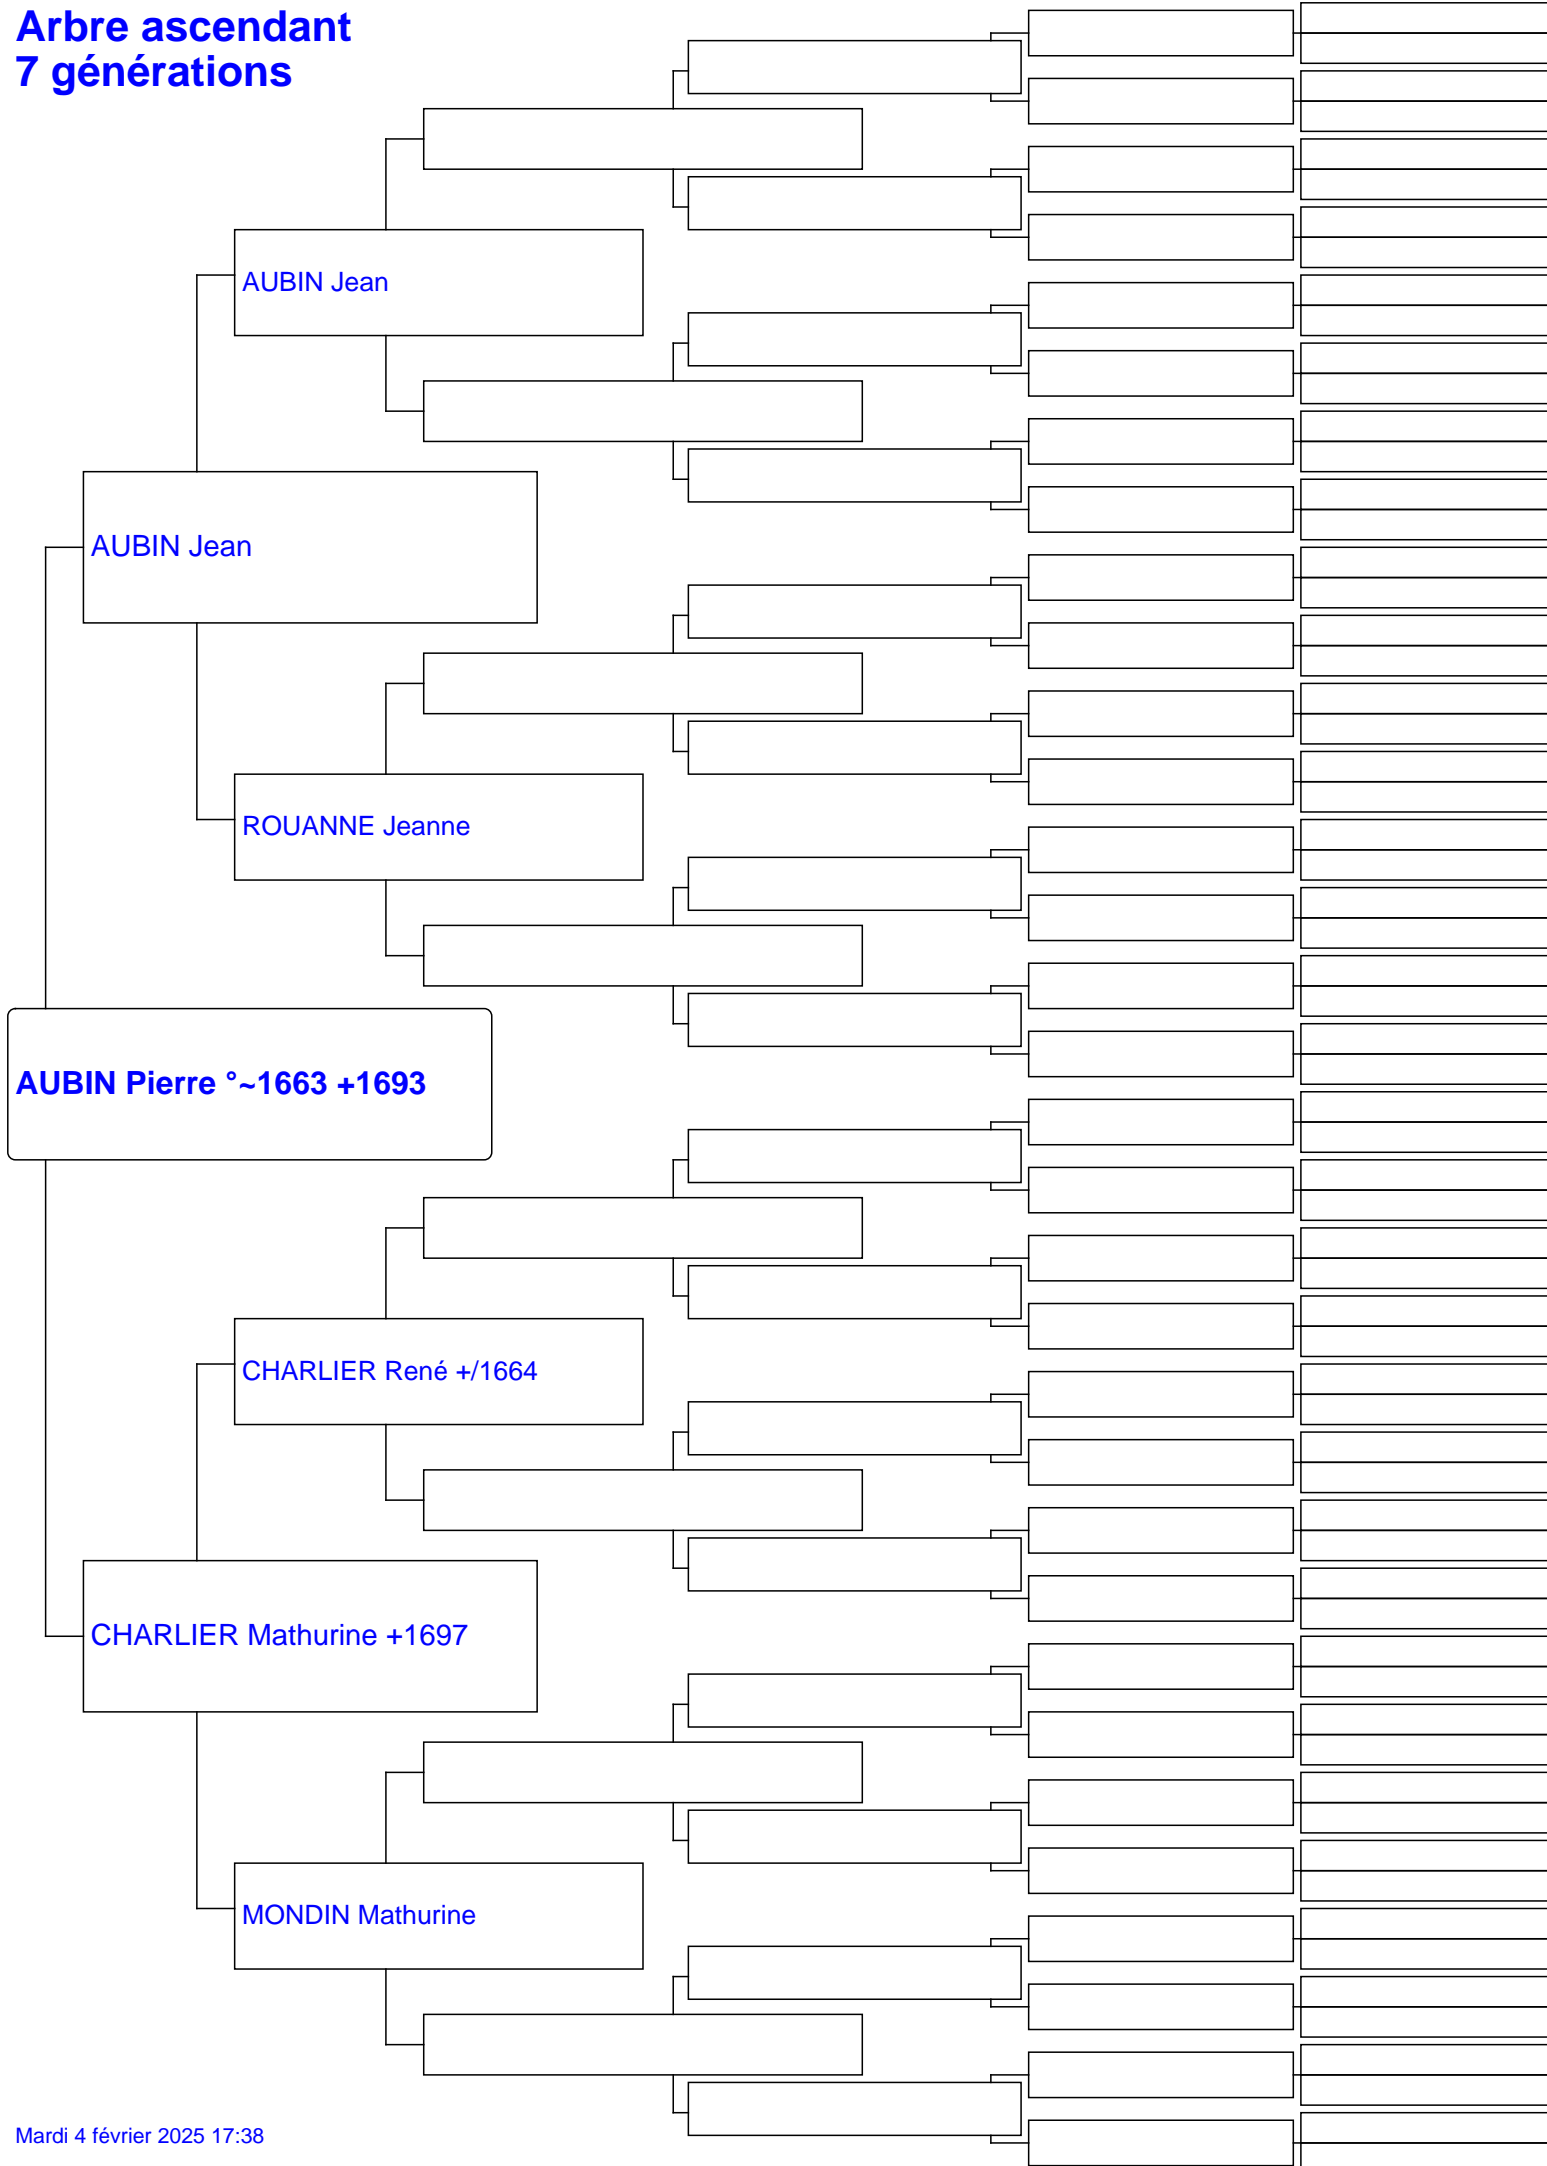 Arbre ascendant
7 générations
AUBIN Jean
AUBIN Jean
ROUANNE Jeanne
AUBIN Pierre °~1663 +1693
CHARLIER René +/1664
CHARLIER Mathurine +1697
MONDIN Mathurine
Mardi 4 février 2025 17:38